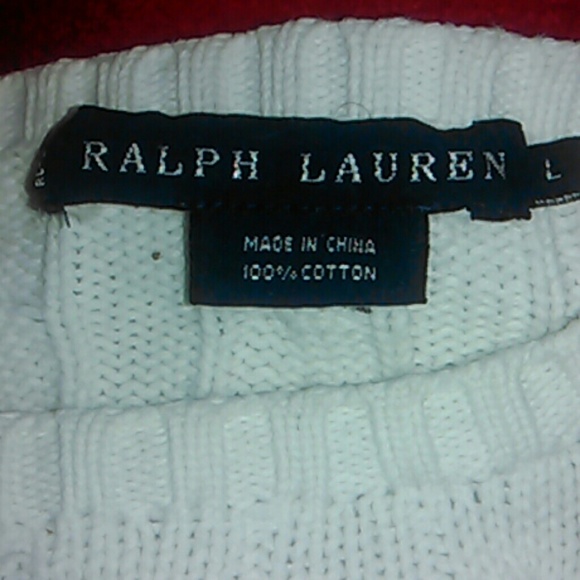 RALPH LAUREN
L
MADE IN CHINA
100% COTTON